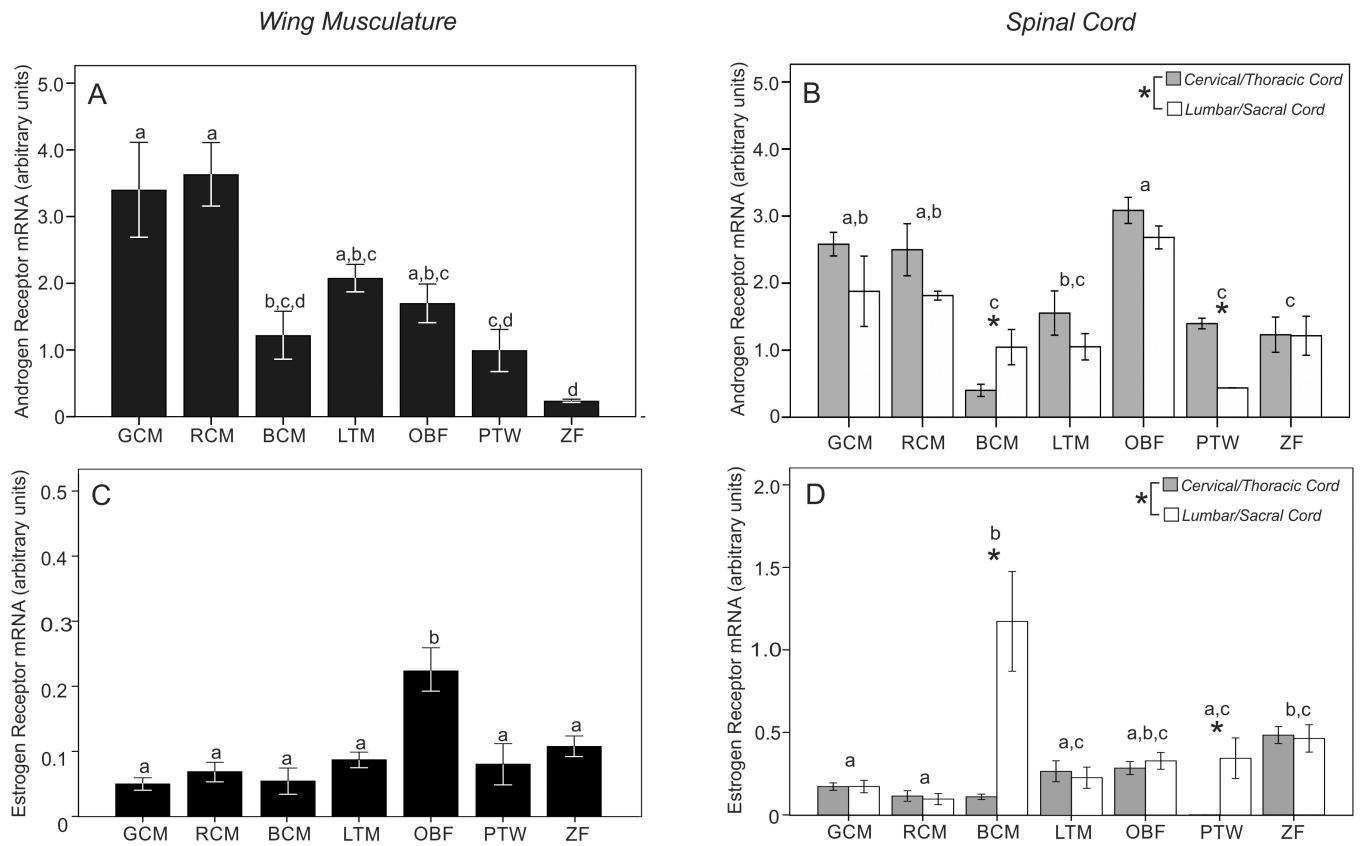 Wing Musculature
Spinal Cord
A
Androgen Receptor mRNA (arbitrary units)
5.0
4.0
3.0
2.0
1.0
0
a
a
b,c,d
a,b,c
a,b,c
c,d
d
GCM RCM BCM LTM OBF PTW ZF
-
B
Androgen Receptor mRNA (arbitrary units)
5.0
4.0
3.0
2.0
1.0
0
* Cervical/Thoracic Cord
Lumbar/Sacral Cord
a,b
a,b
c
*
b,c
a
c
*
c
GCM RCM BCM LTM OBF PTW ZF
C
Estrogen Receptor mRNA (arbitrary units)
0.5
0.4
0.3
0.2
0.1
0
a
a
a
a
b
a
a
GCM RCM BCM LTM OBF PTW ZF
D
Estrogen Receptor mRNA (arbitrary units)
2.0
1.5
1.0
0.5
0
* Cervical/Thoracic Cord
Lumbar/Sacral Cord
a
a
b
*
a,c
a,b,c
a,c
*
b,c
GCM RCM BCM LTM OBF PTW ZF